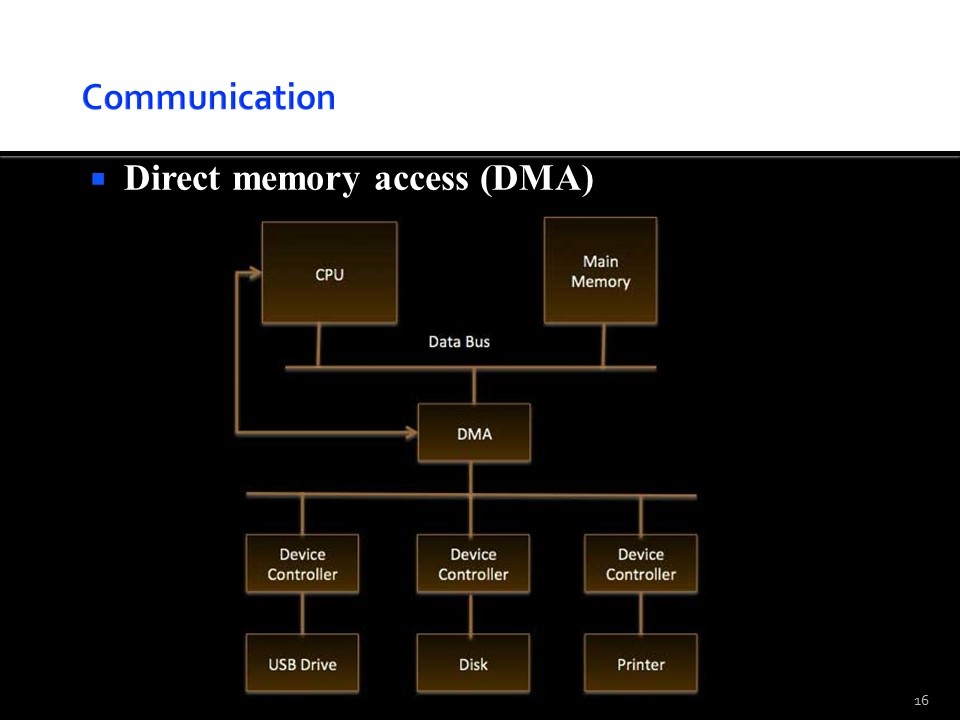 Communication
Direct memory access (DMA)
CPU
Main
Memory
Data Bus
DMA
Device
Controller
Device
Controller
Device
Controller
USB Drive
Disk
Printer
16